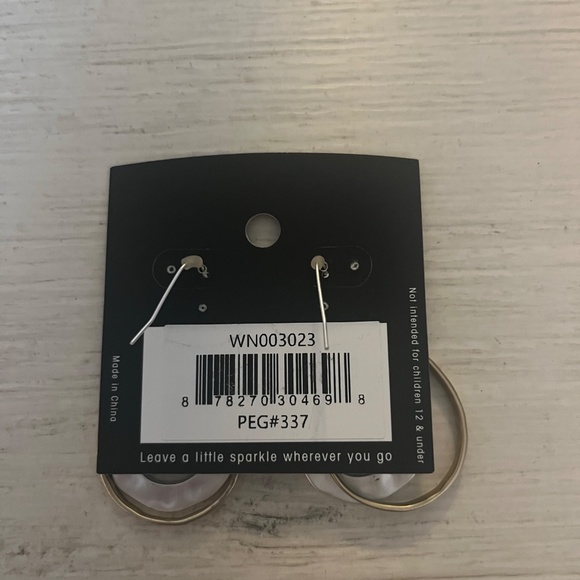 WN003023
8 78270 30469 8
PEG#337
Leave a little sparkle wherever you go
Made in China
Not intended for children 12 & under